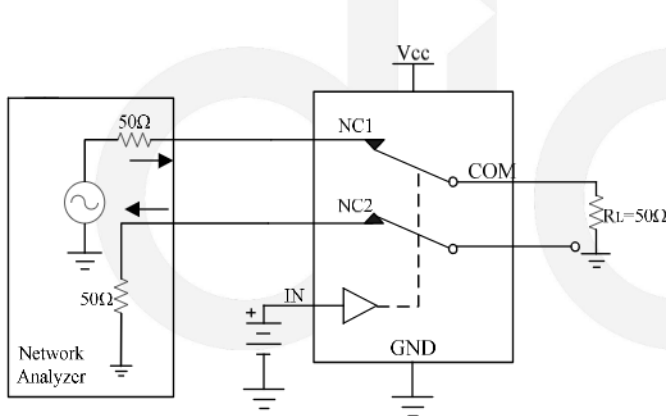 Vcc
50Ω
NC1
COM
NC2
RL=50Ω
50Ω
IN
+
GND
Network
Analyzer